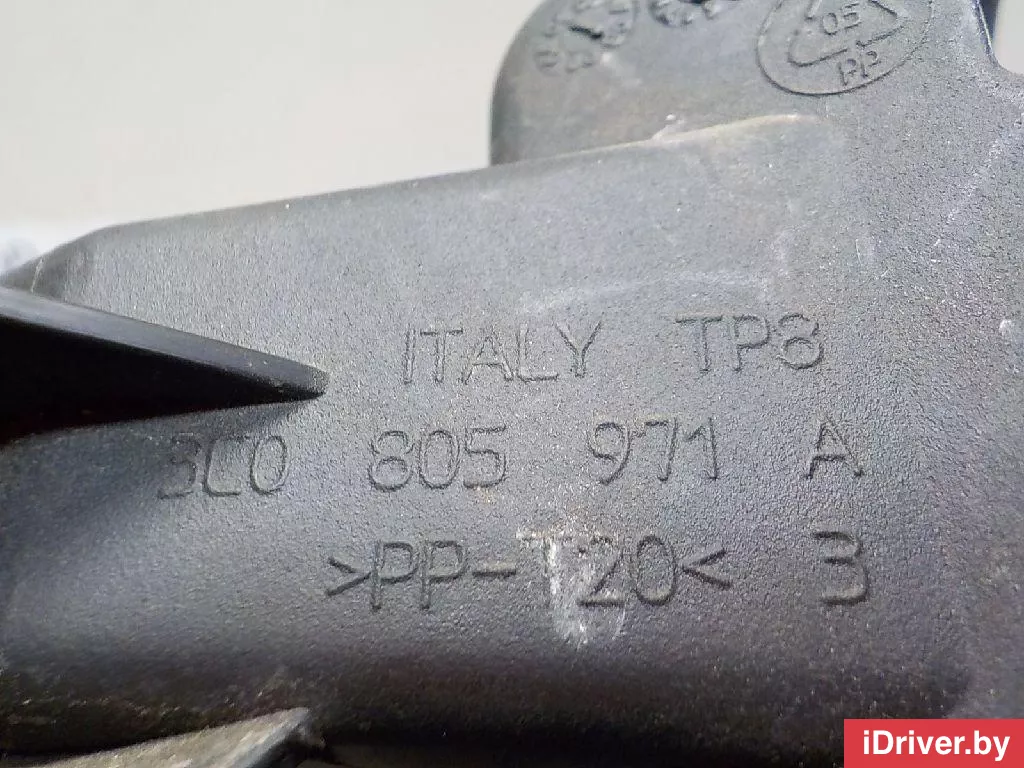 05
PP
ITALY TP8
3C0 805 971 A
>PP-T20< 3
iDriver.by